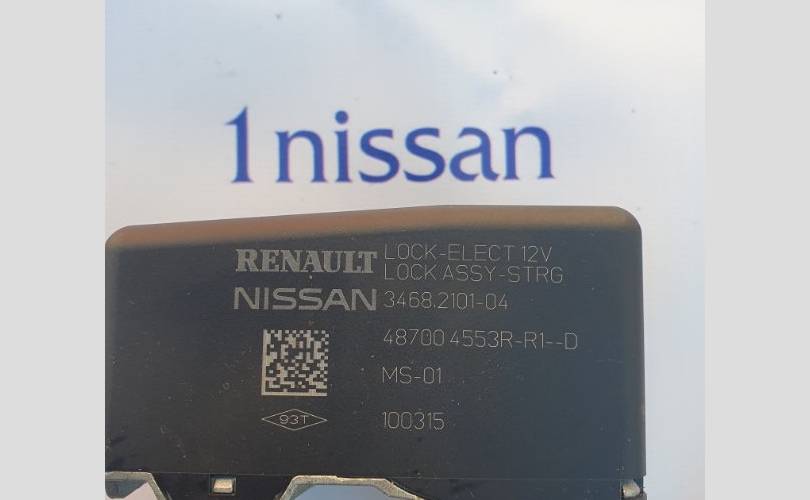 1nissan
RENAULT LOCK-ELECT 12V
LOCK ASSY-STRG
NISSAN 3468.2101-04
48700 4553R-R1--D
MS-01
93T 100315